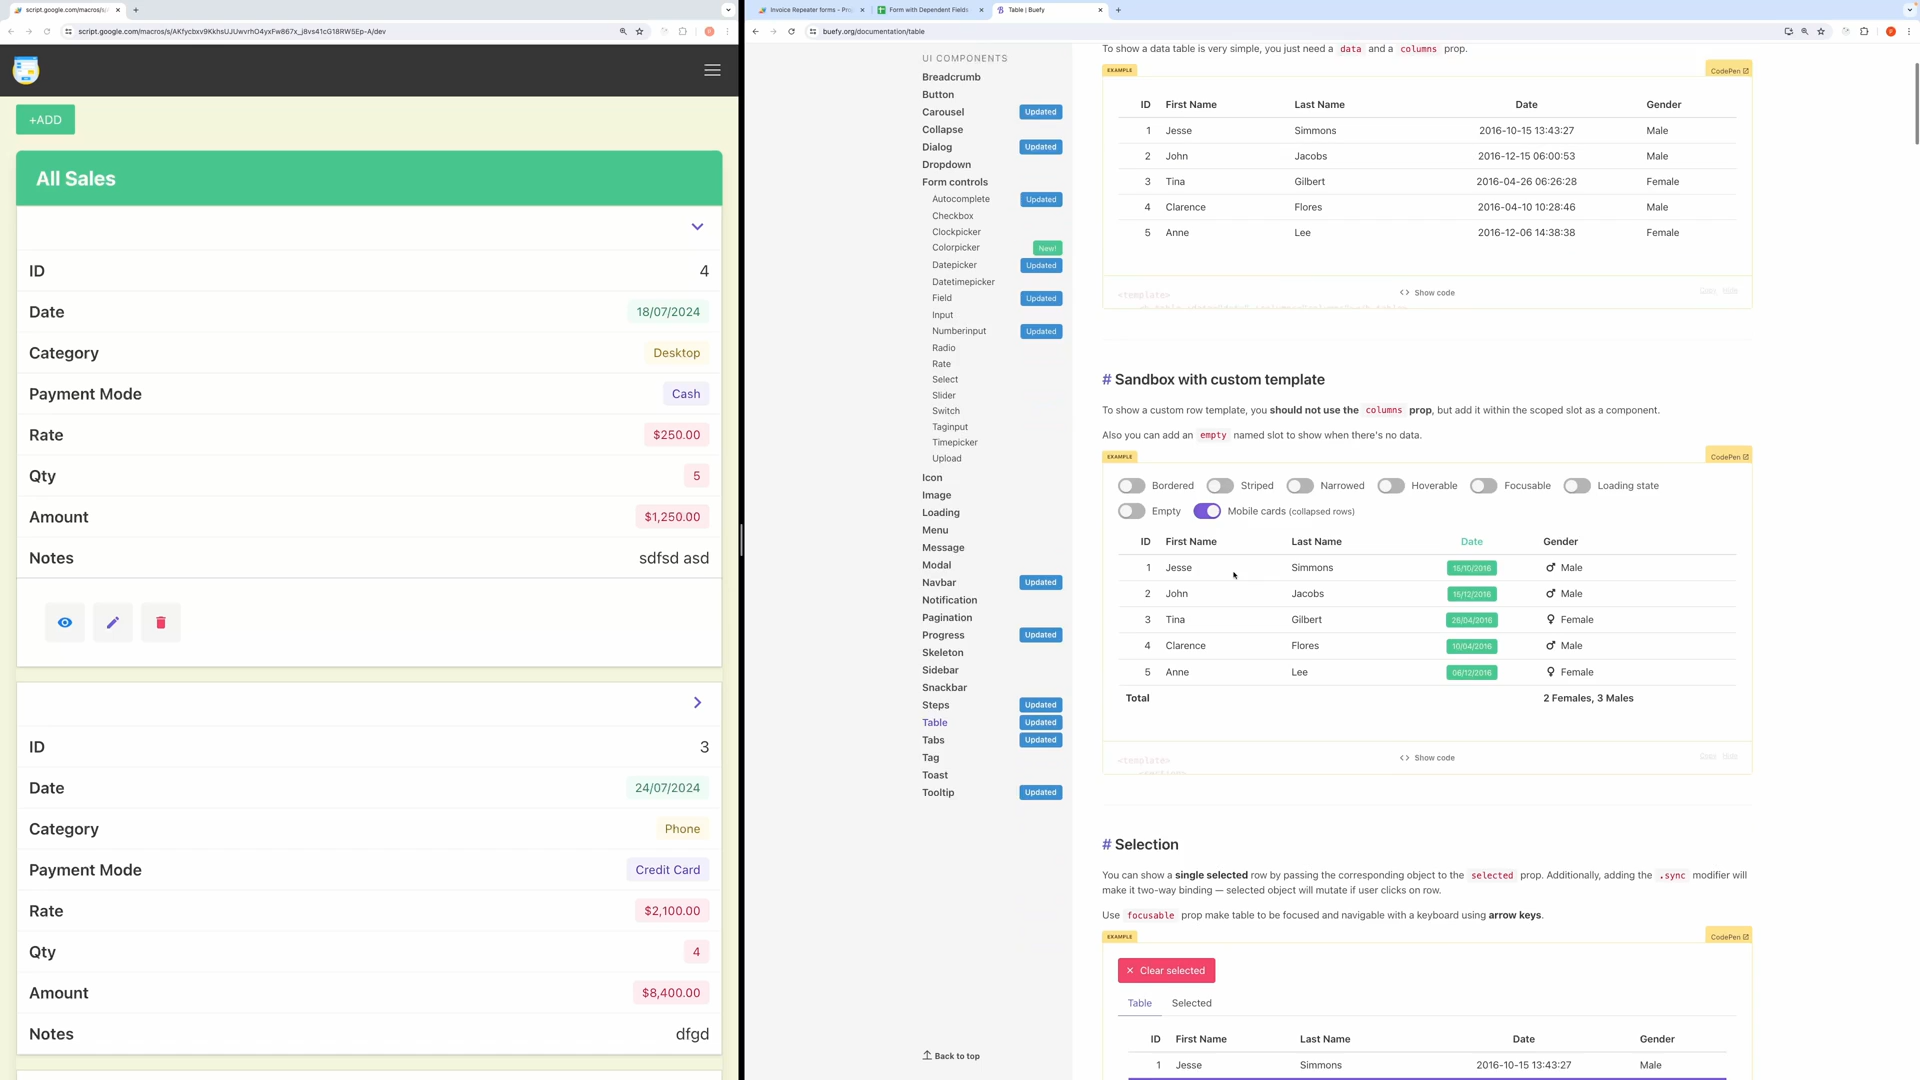 script.google.com/macros/s/
script.google.com/macros/s/AKfycbxv9KkhsUJUwvrhO4yxFw867x_j8vs41cG18RW5Ep-A/dev
+ADD
All Sales
ID 4
Date 18/07/2024
Category Desktop
Payment Mode Cash
Rate $250.00
Qty 5
Amount $1,250.00
Notes sdfsd asd
ID 3
Date 24/07/2024
Category Phone
Payment Mode Credit Card
Rate $2,100.00
Qty 4
Amount $8,400.00
Notes dfgd
Invoice Repeater forms - Pro
Form with Dependent Fields
Table | Buefy
buefy.org/documentation/table
UI COMPONENTS
Breadcrumb
Button
Carousel Updated
Collapse
Dialog Updated
Dropdown
Form controls
Autocomplete Updated
Checkbox
Clockpicker
Colorpicker New!
Datepicker Updated
Datetimepicker
Field Updated
Input
Numberinput Updated
Radio
Rate
Select
Slider
Switch
Taginput
Timepicker
Upload
Icon
Image
Loading
Menu
Message
Modal
Navbar Updated
Notification
Pagination
Progress Updated
Skeleton
Sidebar
Snackbar
Steps Updated
Table Updated
Tabs Updated
Tag
Toast
Tooltip Updated
Back to top
To show a data table is very simple, you just need a data and a columns prop.
EXAMPLE CodePen
ID First Name Last Name Date Gender
1 Jesse Simmons 2016-10-15 13:43:27 Male
2 John Jacobs 2016-12-15 06:00:53 Male
3 Tina Gilbert 2016-04-26 06:26:28 Female
4 Clarence Flores 2016-04-10 10:28:46 Male
5 Anne Lee 2016-12-06 14:38:38 Female
<template>
<> Show code
# Sandbox with custom template
To show a custom row template, you should not use the columns prop, but add it within the scoped slot as a component.
Also you can add an empty named slot to show when there's no data.
EXAMPLE CodePen
Bordered Striped Narrowed Hoverable Focusable Loading state
Empty Mobile cards (collapsed rows)
ID First Name Last Name Date Gender
1 Jesse Simmons 15/10/2016 Male
2 John Jacobs 15/12/2016 Male
3 Tina Gilbert 26/04/2016 Female
4 Clarence Flores 10/04/2016 Male
5 Anne Lee 06/12/2016 Female
Total 2 Females, 3 Males
<template>
<> Show code
# Selection
You can show a single selected row by passing the corresponding object to the selected prop. Additionally, adding the .sync modifier will
make it two-way binding — selected object will mutate if user clicks on row.
Use focusable prop make table to be focused and navigable with a keyboard using arrow keys.
EXAMPLE CodePen
Clear selected
Table Selected
ID First Name Last Name Date Gender
1 Jesse Simmons 2016-10-15 13:43:27 Male